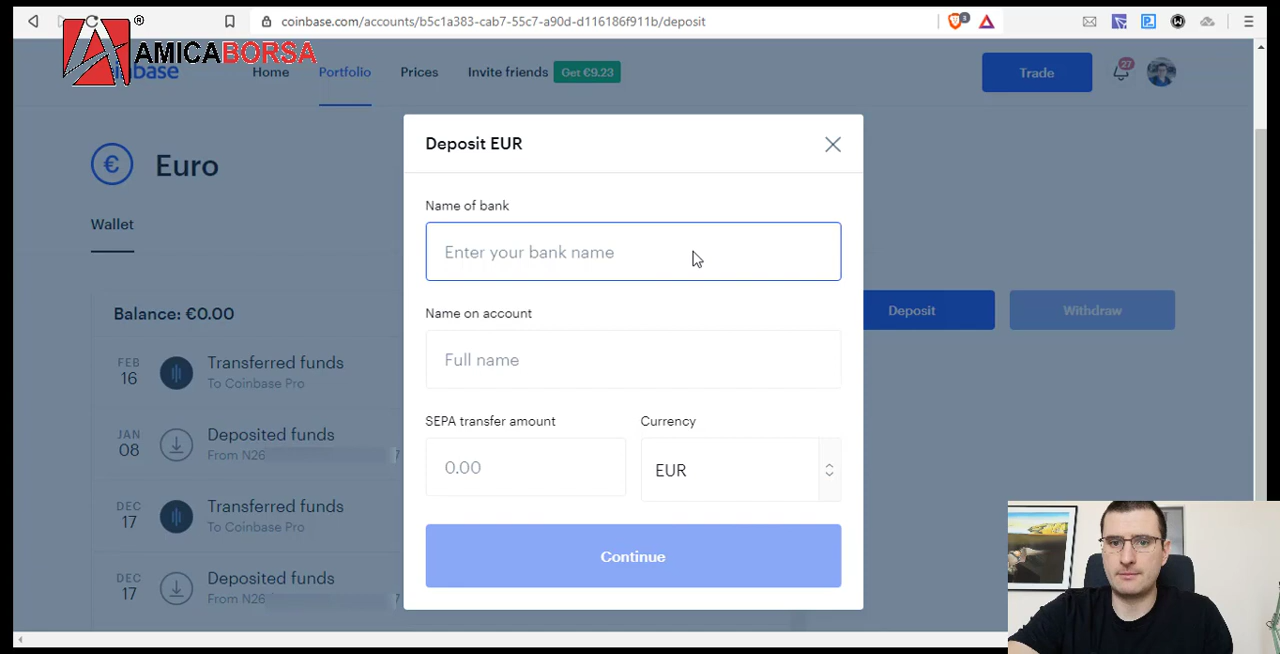 coinbase.com/accounts/b5c1a383-cab7-55c7-a90d-d116186f911b/deposit
3
AMICABORSA®
inbase
Home
Portfolio
Prices
Invite friends
Get €9.23
Trade
27
€
Euro
Wallet
Balance: €0.00
Deposit
Withdraw
FEB
16
Transferred funds
To Coinbase Pro
JAN
08
Deposited funds
From N26
DEC
17
Transferred funds
To Coinbase Pro
DEC
17
Deposited funds
From N26
Deposit EUR
Name of bank
Enter your bank name
Name on account
Full name
SEPA transfer amount
Currency
0.00
EUR
Continue